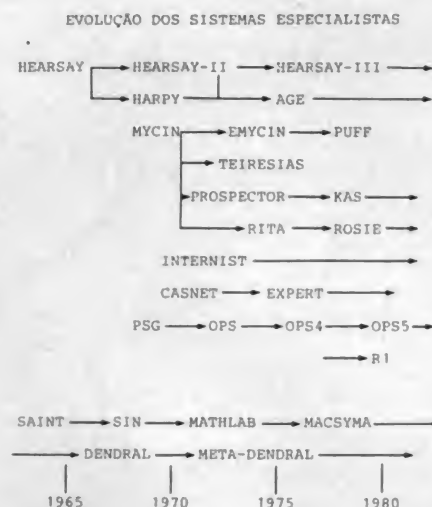 EVOLUÇÃO DOS SISTEMAS ESPECIALISTAS
HEARSAY HEARSAY-II HEARSAY-III
HARPY AGE
MYCIN EMYCIN PUFF
TEIRESIAS
PROSPECTOR KAS
RITA ROSIE
INTERNIST
CASNET EXPERT
PSG OPS OPS4 OPS5
R1
SAINT SIN MATHLAB MACSYMA
DENDRAL META-DENDRAL
1965 1970 1975 1980